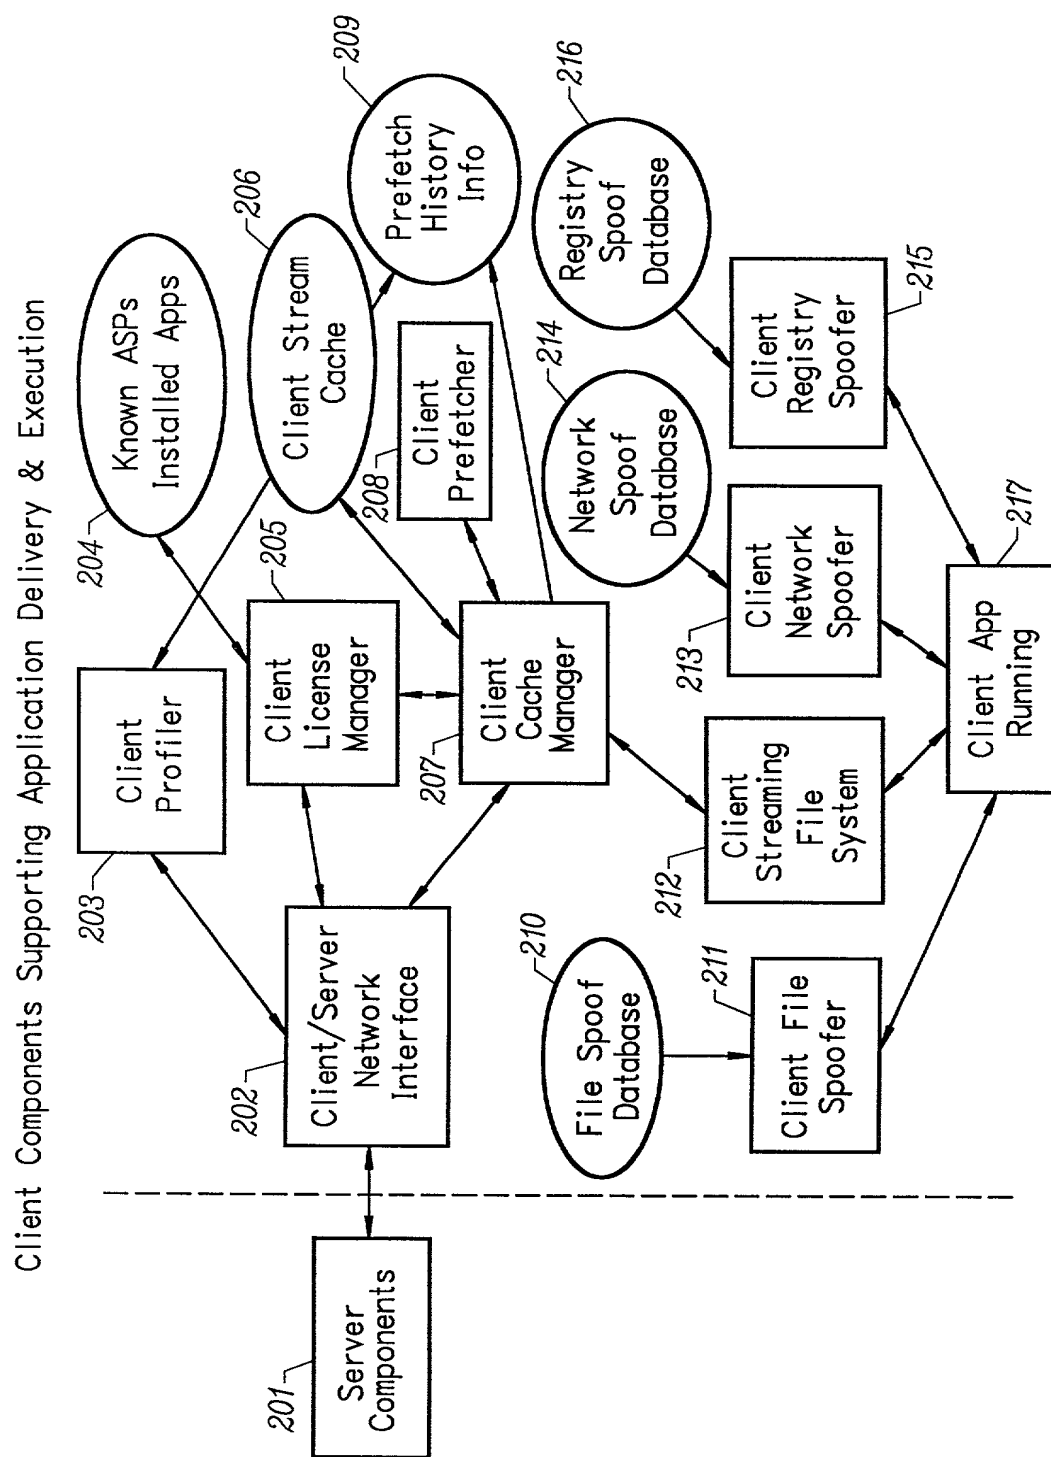 Client Components Supporting Application Delivery & Execution
201
Server
Components
202
Client/Server
Network
Interface
203
Client
Profiler
204
Known ASPs
Installed Apps
205
Client
License
Manager
206
Client Stream
Cache
207
Client
Cache
Manager
208
Client
Prefetcher
209
Prefetch
History
Info
210
File Spoof
Database
211
Client File
Spoofer
212
Client
Streaming
File
System
213
Client
Network
Spoofer
214
Network
Spoof
Database
215
Client
Registry
Spoofer
216
Registry
Spoof
Database
217
Client App
Running